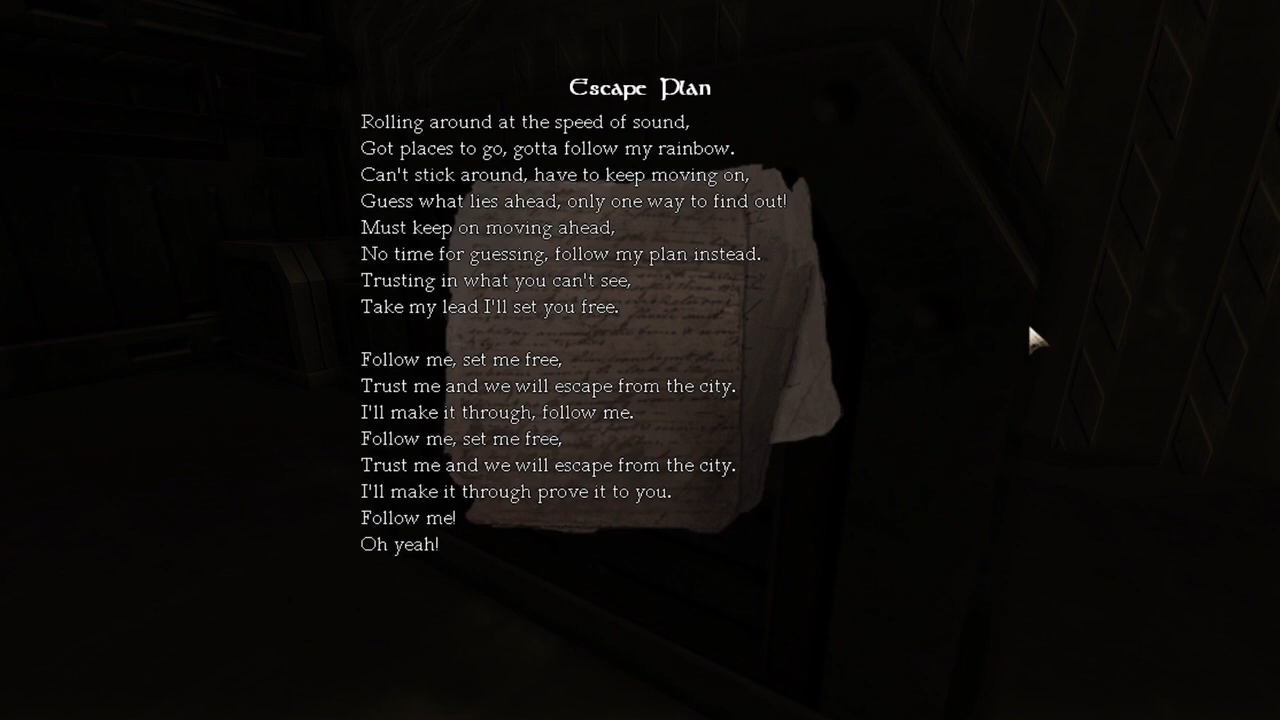 Escape Plan
Rolling around at the speed of sound,
Got places to go, gotta follow my rainbow.
Can't stick around, have to keep moving on,
Guess what lies ahead, only one way to find out!
Must keep on moving ahead,
No time for guessing, follow my plan instead.
Trusting in what you can't see,
Take my lead I'll set you free.
Follow me, set me free,
Trust me and we will escape from the city.
I'll make it through, follow me.
Follow me, set me free,
Trust me and we will escape from the city.
I'll make it through prove it to you.
Follow me!
Oh yeah!